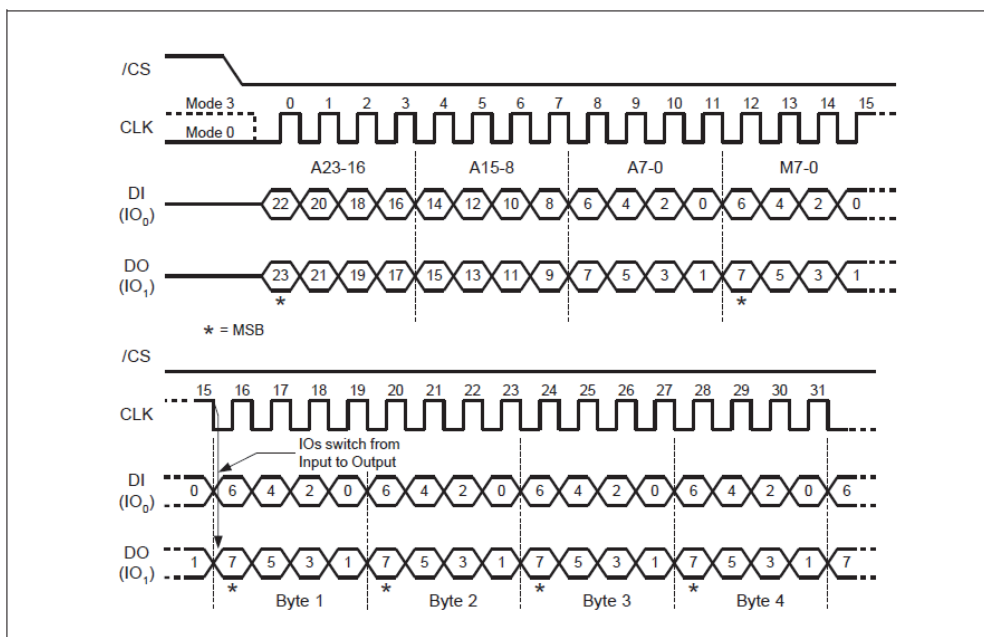 /CS
Mode 3 0 1 2 3 4 5 6 7 8 9 10 11 12 13 14 15
CLK Mode 0
A23-16 A15-8 A7-0 M7-0
DI (IO0) 22 20 18 16 14 12 10 8 6 4 2 0 6 4 2 0
DO (IO1) 23 21 19 17 15 13 11 9 7 5 3 1 7 5 3 1
* *
* = MSB
/CS
15 16 17 18 19 20 21 22 23 24 25 26 27 28 29 30 31
CLK
IOs switch from
Input to Output
DI (IO0) 0 6 4 2 0 6 4 2 0 6 4 2 0 6 4 2 0 6
DO (IO1) 1 7 5 3 1 7 5 3 1 7 5 3 1 7 5 3 1 7
* * * *
Byte 1 Byte 2 Byte 3 Byte 4